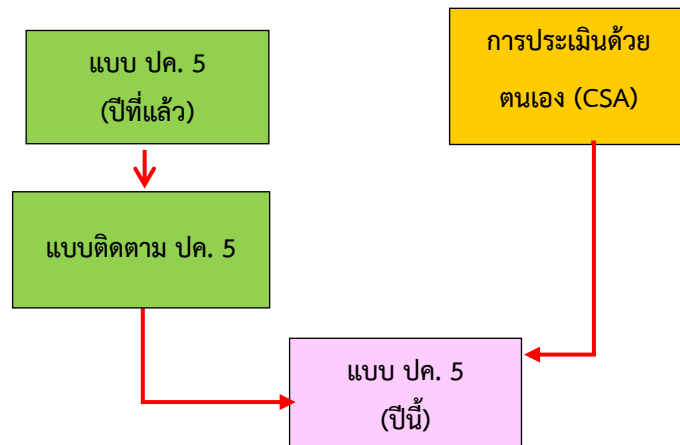 แบบ ปค. 5
(ปีที่แล้ว)
การประเมินด้วย
ตนเอง (CSA)
แบบติดตาม ปค. 5
แบบ ปค. 5
(ปีนี้)